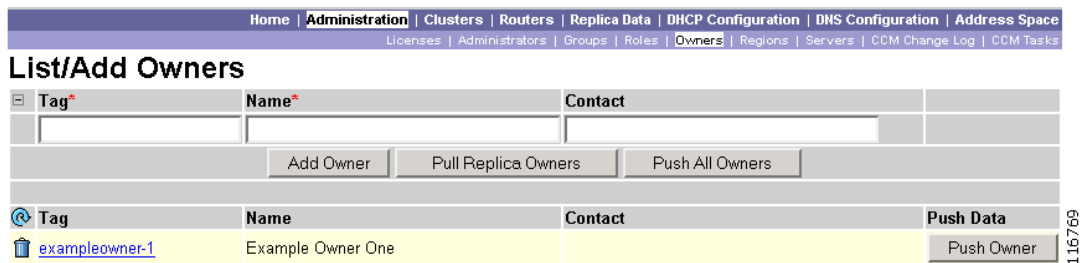 Home | Administration | Clusters | Routers | Replica Data | DHCP Configuration | DNS Configuration | Address Space
Licenses | Administrators | Groups | Roles | Owners | Regions | Servers | CCM Change Log | CCM Tasks
List/Add Owners
Tag* Name* Contact
Add Owner Pull Replica Owners Push All Owners
Tag Name Contact Push Data
exampleowner-1 Example Owner One Push Owner
116769